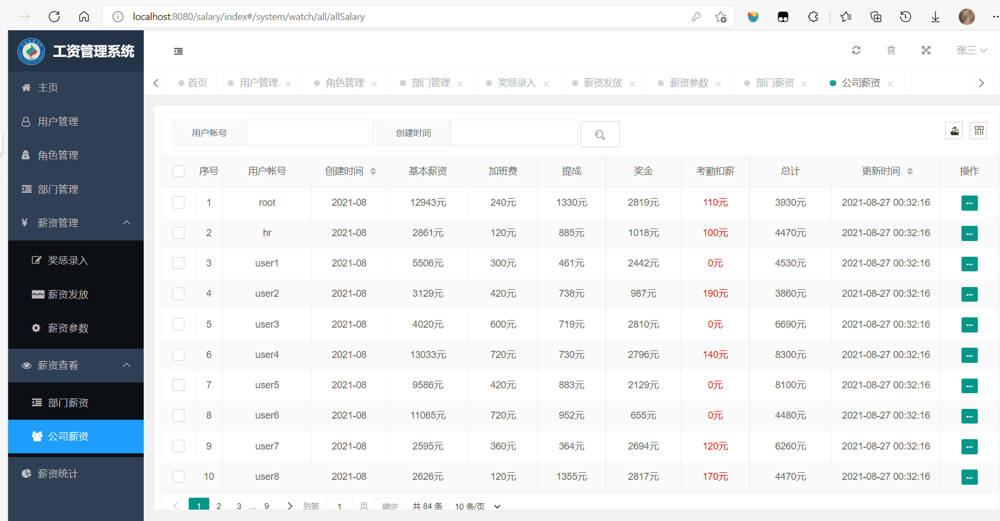 localhost:8080/salary/index#/system/watch/all/allSalary
工资管理系统
张三
首页 用户管理 角色管理 部门管理 奖惩录入 薪资发放 薪资参数 部门薪资 公司薪资
主页
用户管理
角色管理
部门管理
¥ 薪资管理
奖惩录入
PayPal 薪资发放
薪资参数
薪资查看
部门薪资
公司薪资
薪资统计
用户帐号 创建时间
序号 用户帐号 创建时间 基本薪资 加班费 提成 奖金 考勤扣薪 总计 更新时间 操作
1 root 2021-08 12943元 240元 1330元 2819元 110元 3930元 2021-08-27 00:32:16
2 hr 2021-08 2861元 120元 885元 1018元 100元 4470元 2021-08-27 00:32:16
3 user1 2021-08 5506元 300元 461元 2442元 0元 4530元 2021-08-27 00:32:16
4 user2 2021-08 3129元 420元 738元 987元 190元 3860元 2021-08-27 00:32:16
5 user3 2021-08 4020元 600元 719元 2810元 0元 6690元 2021-08-27 00:32:16
6 user4 2021-08 13033元 720元 730元 2796元 140元 8300元 2021-08-27 00:32:16
7 user5 2021-08 9586元 420元 883元 2129元 0元 8100元 2021-08-27 00:32:16
8 user6 2021-08 11065元 720元 952元 655元 0元 4480元 2021-08-27 00:32:16
9 user7 2021-08 2595元 360元 364元 2694元 120元 6260元 2021-08-27 00:32:16
10 user8 2021-08 2626元 120元 1355元 2817元 170元 4470元 2021-08-27 00:32:16
1 2 3 … 9 到第 1 页 确定 共 84 条 10 条/页